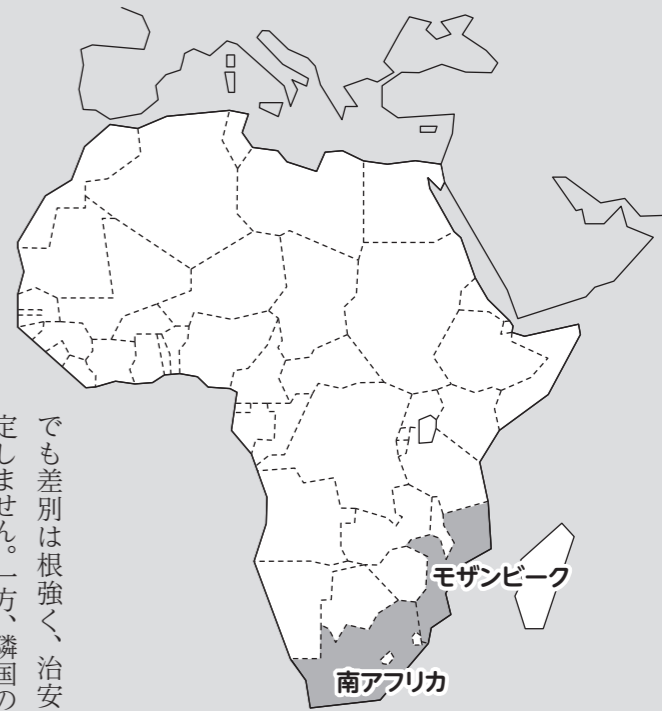 モザンビーク
南アフリカ
でも差別は根強く、治安
定しません。一方、隣国の